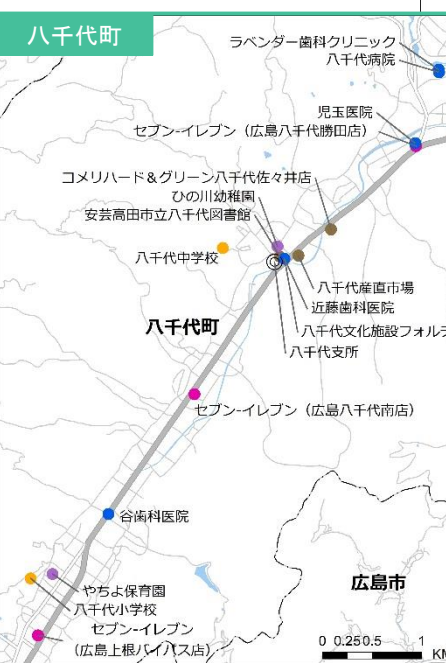 八千代町
ラベンダー歯科クリニック
八千代病院
児玉医院
セブン-イレブン（広島八千代勝田店）
コメリハード＆グリーン八千代佐々井店
ひの川幼稚園
安芸高田市立八千代図書館
八千代中学校
八千代産直市場
近藤歯科医院
八千代町
八千代文化施設フォルテ
八千代支所
セブン-イレブン（広島八千代南店）
谷歯科医院
広島市
やちよ保育園
八千代小学校
セブン-イレブン
（広島上根バイパス店）
0 0.25 0.5 1
KM